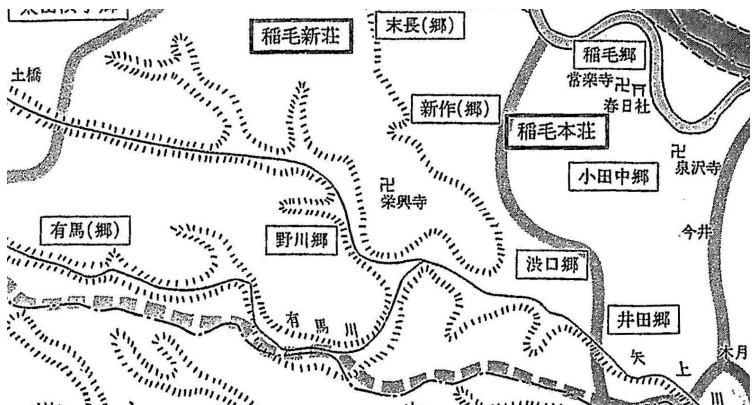 稲毛新荘
末長(郷)
稲毛郷
土橋
常楽寺
春日社
新作(郷)
稲毛本荘
泉沢寺
小田中郷
栄興寺
今井
有馬(郷)
野川郷
渋口郷
有馬川
井田郷
矢上川
木月